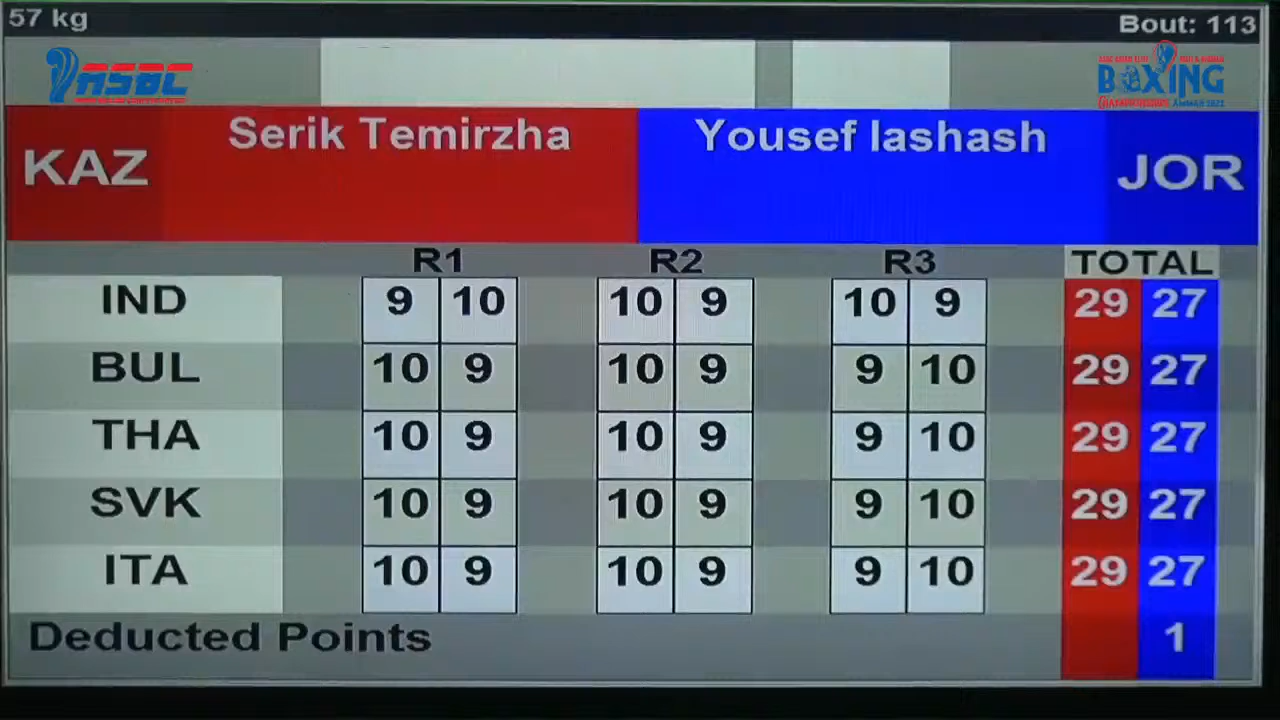 57 kg
Bout: 113
ASBC
BOXING
KAZ
Serik Temirzha
Yousef Iashash
JOR
R1 R2 R3 TOTAL
IND 9 10 10 9 10 9 29 27
BUL 10 9 10 9 9 10 29 27
THA 10 9 10 9 9 10 29 27
SVK 10 9 10 9 9 10 29 27
ITA 10 9 10 9 9 10 29 27
Deducted Points 1